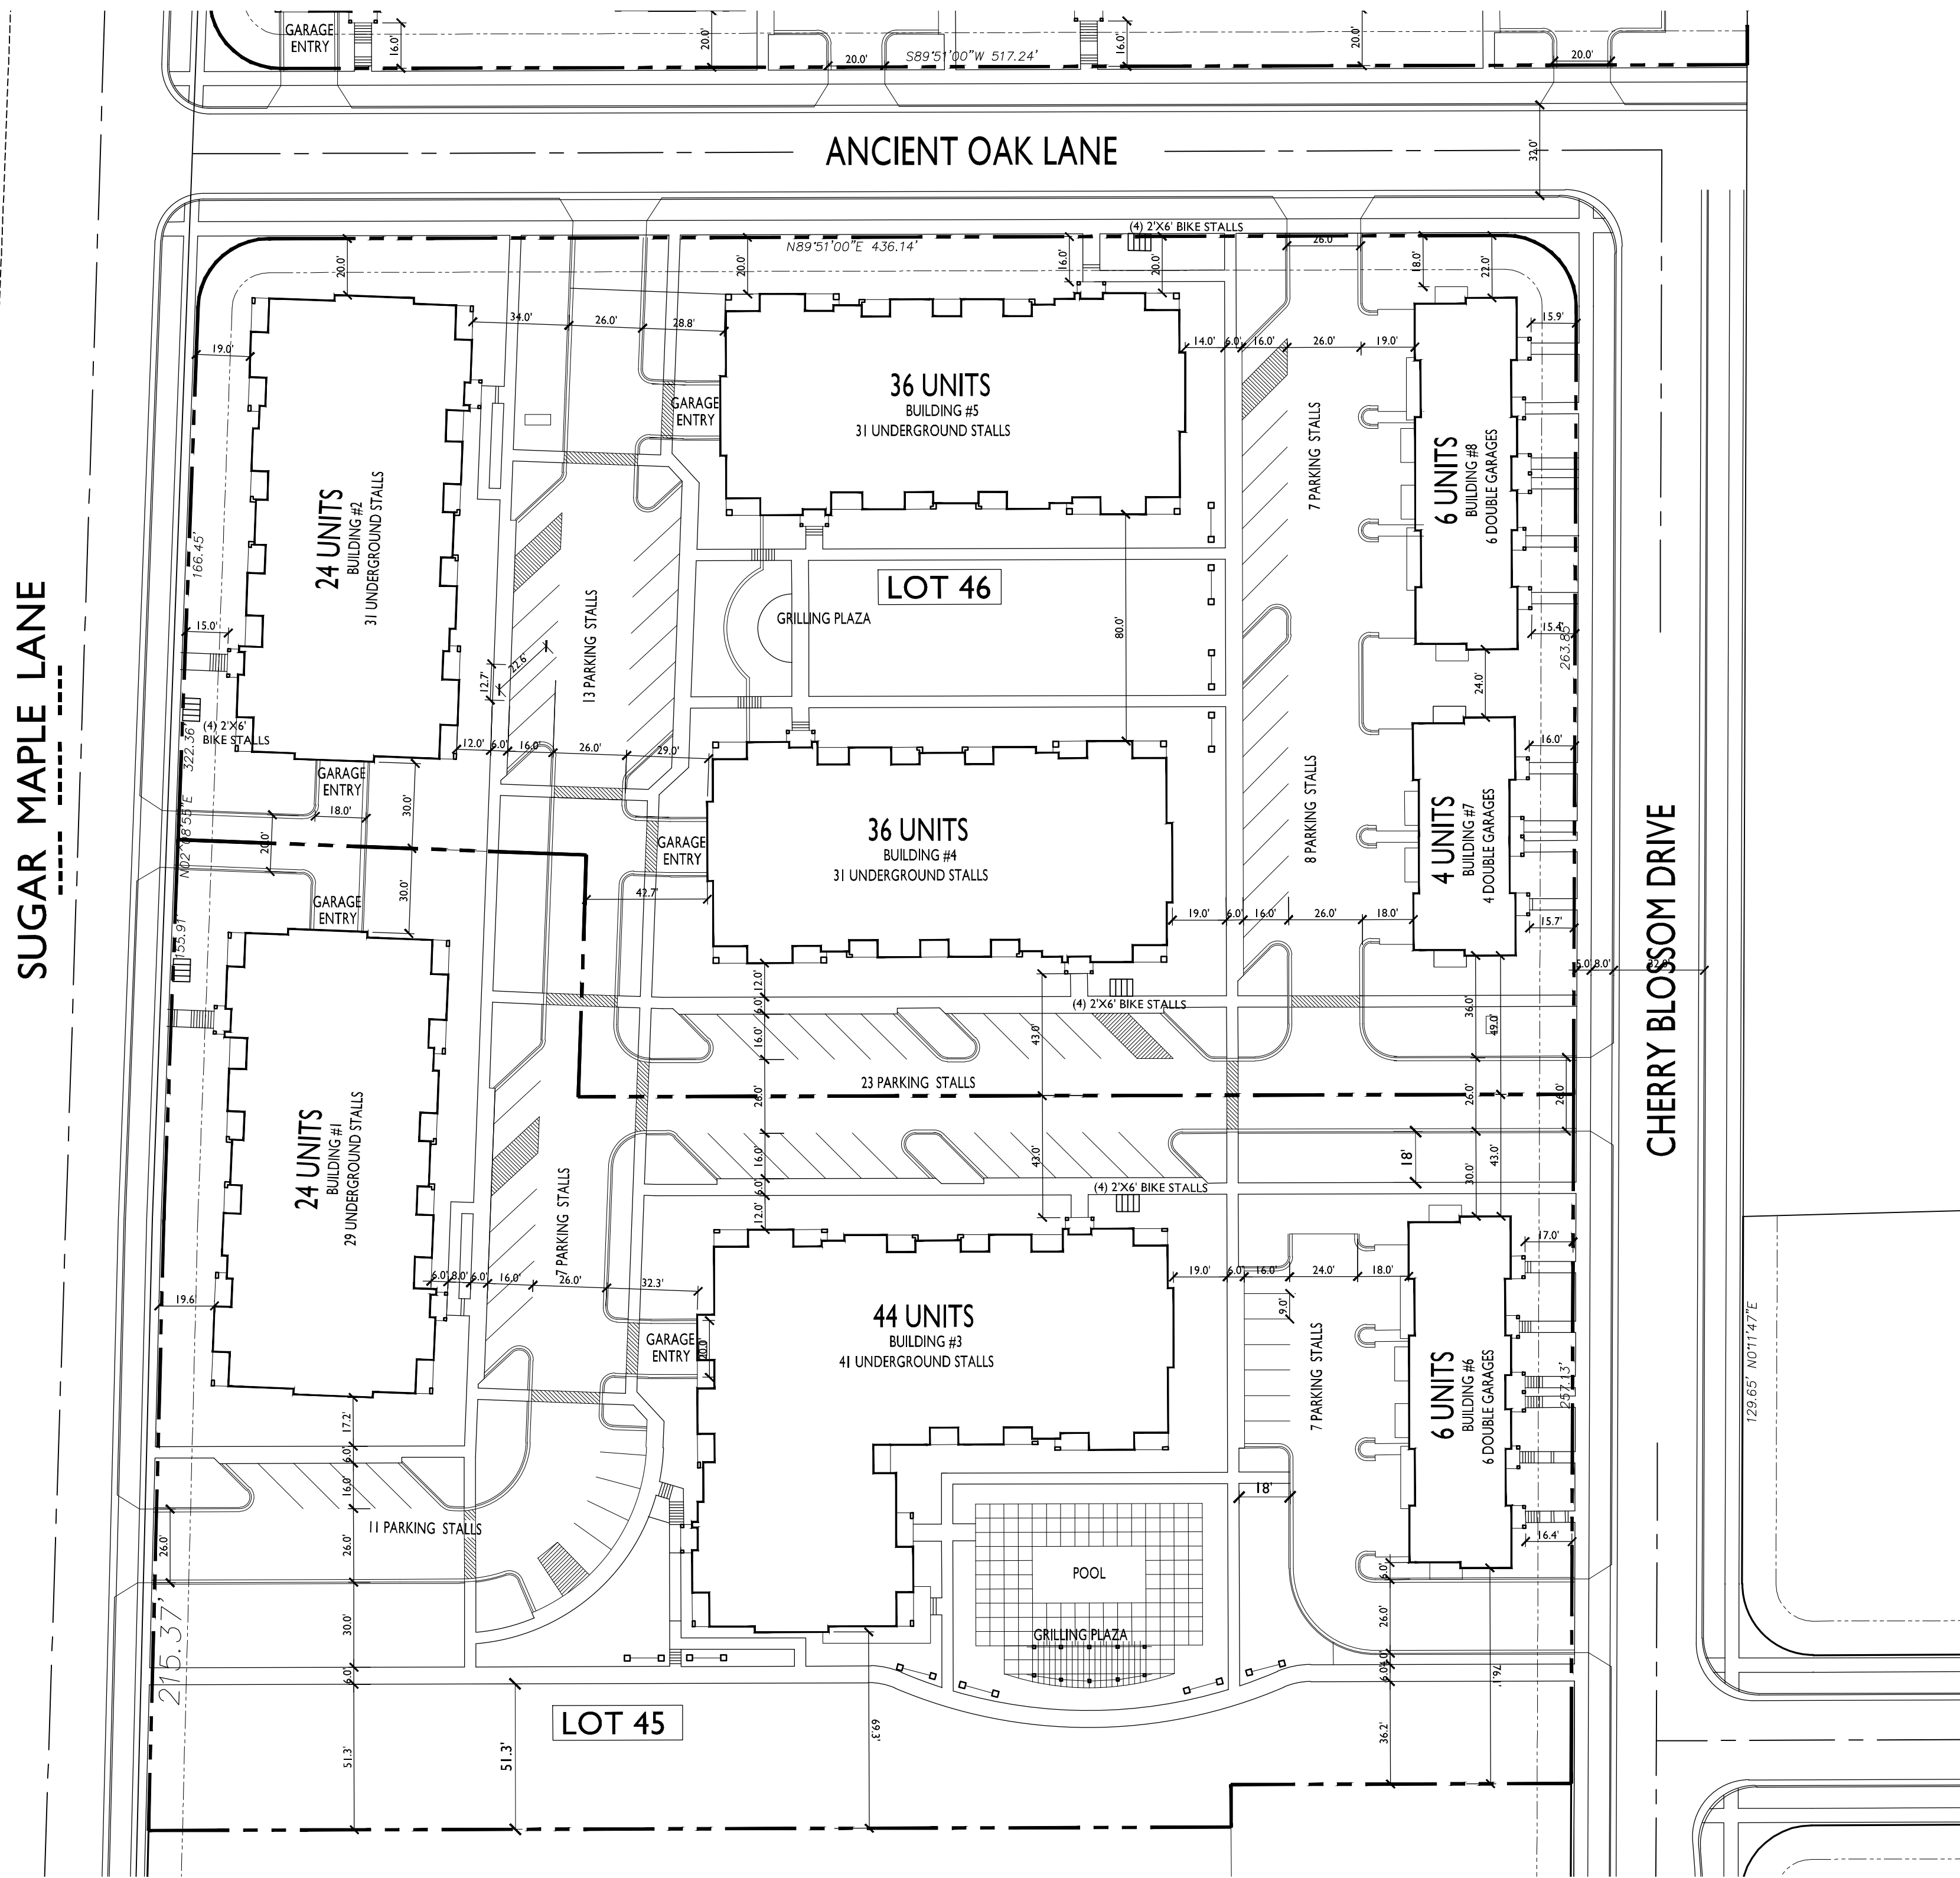 GARAGE
ENTRY
16.0'
20.0'
20.0'
S89°51'00"W 517.24'
16.0'
20.0'
20.0'
ANCIENT OAK LANE
32.0'
(4) 2'X6' BIKE STALLS
N89°51'00"E 436.14'
26.0'
20.0'
20.0'
16.0'
20.0'
18.0'
22.0'
34.0'
26.0'
28.8'
15.9'
19.0'
14.0'
6.0'
16.0'
26.0'
19.0'
36 UNITS
BUILDING #5
31 UNDERGROUND STALLS
GARAGE
ENTRY
7 PARKING STALLS
6 UNITS
BUILDING #8
6 DOUBLE GARAGES
24 UNITS
BUILDING #2
31 UNDERGROUND STALLS
166.45'
LOT 46
GRILLING PLAZA
13 PARKING STALLS
80.0'
15.0'
15.4'
263.85'
22.6'
12.7'
24.0'
SUGAR MAPLE LANE
(4) 2'X6'
BIKE STALLS
322.36'
12.0'
6.0'
16.0'
26.0'
29.0'
16.0'
GARAGE
ENTRY
18.0'
30.0'
20.0'
N02°08'55"E
36 UNITS
BUILDING #4
31 UNDERGROUND STALLS
GARAGE
ENTRY
8 PARKING STALLS
4 UNITS
BUILDING #7
4 DOUBLE GARAGES
CHERRY BLOSSOM DRIVE
42.7'
30.0'
GARAGE
ENTRY
155.91'
19.0'
6.0'
16.0'
26.0'
18.0'
15.7'
5.0'
8.0'
32.0'
12.0'
6.0'
(4) 2'X6' BIKE STALLS
36.0'
49.0'
16.0'
43.0'
23 PARKING STALLS
26.0'
26.0'
26.0'
24 UNITS
BUILDING #1
29 UNDERGROUND STALLS
16.0'
43.0'
18'
43.0'
30.0'
6.0'
(4) 2'X6' BIKE STALLS
12.0'
7 PARKING STALLS
17.0'
6.0'
8.0'
6.0'
16.0'
26.0'
32.3'
19.0'
6.0'
16.0'
24.0'
18.0'
19.6'
9.0'
44 UNITS
BUILDING #3
41 UNDERGROUND STALLS
GARAGE
ENTRY
20.0'
7 PARKING STALLS
6 UNITS
BUILDING #6
6 DOUBLE GARAGES
257.13'
129.65' N0°11'47"E
17.2'
6.0'
16.0'
18'
11 PARKING STALLS
26.0'
26.0'
16.4'
POOL
6.0'
215.37'
30.0'
26.0'
GRILLING PLAZA
6.0'
4.0'
6.0'
76.1'
LOT 45
51.3'
51.3'
69.3'
36.2'